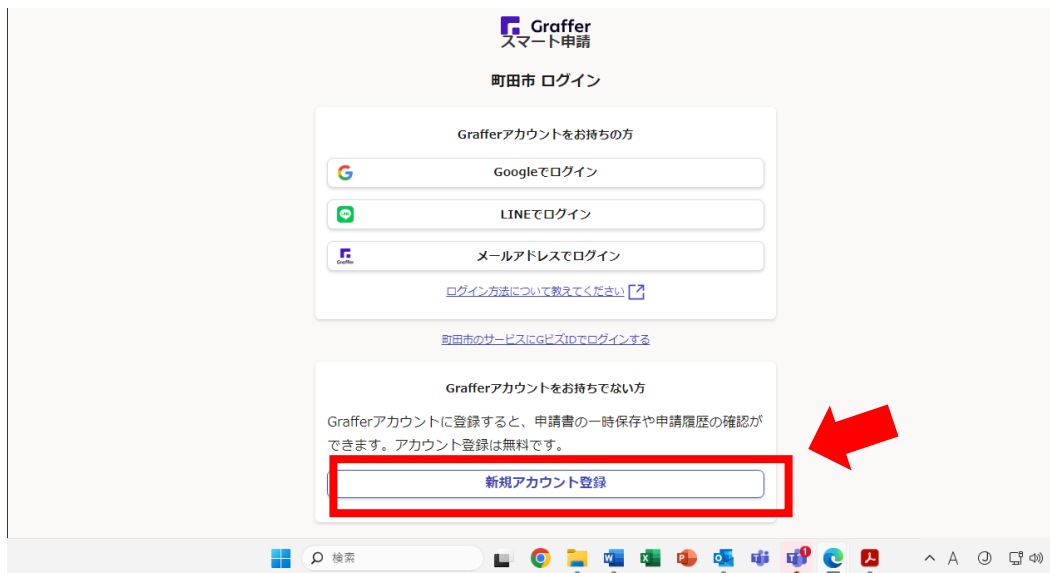 Graffer
スマート申請
町田市 ログイン
Grafferアカウントをお持ちの方
Googleでログイン
LINEでログイン
メールアドレスでログイン
ログイン方法について教えてください
町田市のサービスにGビズIDでログインする
Grafferアカウントをお持ちでない方
Grafferアカウントに登録すると、申請書の一時保存や申請履歴の確認が
できます。アカウント登録は無料です。
新規アカウント登録
検索
A